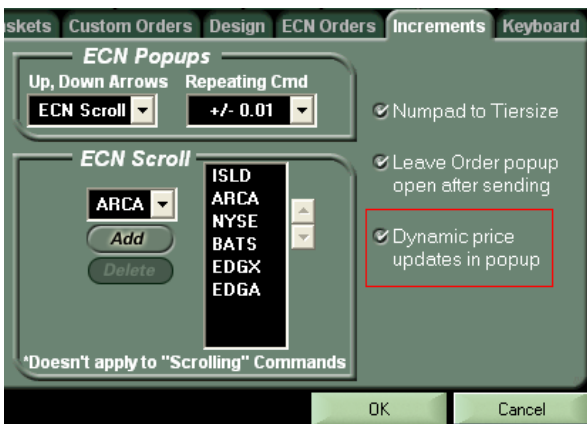 skets Custom Orders Design ECN Orders Increments Keyboard
ECN Popups
Up, Down Arrows Repeating Cmd
ECN Scroll +/- 0.01
Numpad to Tiersize
ECN Scroll
Leave Order popup
open after sending
ARCA
Add
Delete
ISLD
ARCA
NYSE
BATS
EDGX
EDGA
Dynamic price
updates in popup
*Doesn't apply to "Scrolling" Commands
OK Cancel